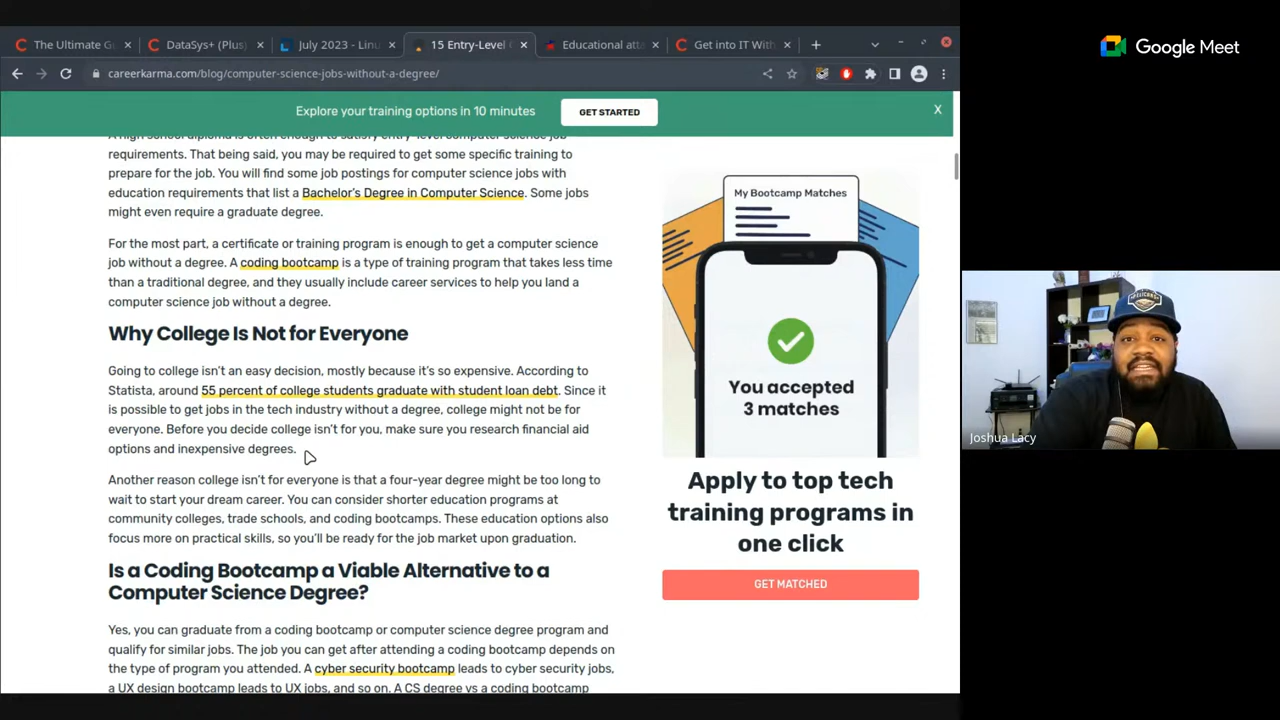 The Ultimate G
DataSys+ (Plus)
July 2023 - Linu
15 Entry-Level
Educational atta
Get into IT With
careerkarma.com/blog/computer-science-jobs-without-a-degree/
Explore your training options in 10 minutes
GET STARTED
X
A high school diploma is often enough to satisfy entry-level computer science job
requirements. That being said, you may be required to get some specific training to
prepare for the job. You will find some job postings for computer science jobs with
education requirements that list a Bachelor's Degree in Computer Science. Some jobs
might even require a graduate degree.
For the most part, a certificate or training program is enough to get a computer science
job without a degree. A coding bootcamp is a type of training program that takes less time
than a traditional degree, and they usually include career services to help you land a
computer science job without a degree.
Why College Is Not for Everyone
Going to college isn't an easy decision, mostly because it's so expensive. According to
Statista, around 55 percent of college students graduate with student loan debt. Since it
is possible to get jobs in the tech industry without a degree, college might not be for
everyone. Before you decide college isn't for you, make sure you research financial aid
options and inexpensive degrees.
Another reason college isn't for everyone is that a four-year degree might be too long to
wait to start your dream career. You can consider shorter education programs at
community colleges, trade schools, and coding bootcamps. These education options also
focus more on practical skills, so you'll be ready for the job market upon graduation.
Is a Coding Bootcamp a Viable Alternative to a
Computer Science Degree?
Yes, you can graduate from a coding bootcamp or computer science degree program and
qualify for similar jobs. The job you can get after attending a coding bootcamp depends on
the type of program you attended. A cyber security bootcamp leads to cyber security jobs,
a UX design bootcamp leads to UX jobs, and so on. A CS degree vs a coding bootcamp
My Bootcamp Matches
You accepted
3 matches
Apply to top tech
training programs in
one click
GET MATCHED
Google Meet
Joshua Lacy